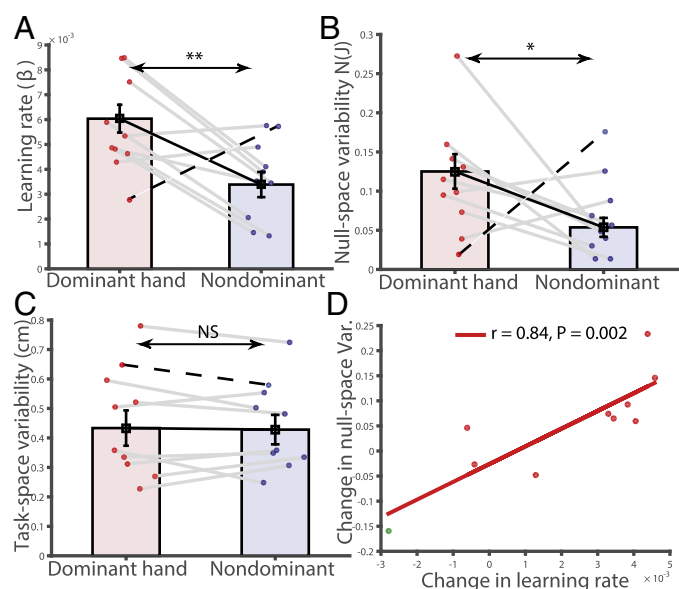 A
×10⁻³
Learning rate (β)
9
8
7
6
5
4
3
2
1
0
**
Dominant hand
Nondominant
B
Null-space variability N(J)
0.3
0.25
0.2
0.15
0.1
0.05
0
*
Dominant hand
Nondominant
C
Task-space variability (cm)
0.8
0.7
0.6
0.5
0.4
0.3
0.2
0.1
0
NS
Dominant hand
Nondominant
D
Change in null-space Var.
0.25
0.2
0.15
0.1
0.05
0
-0.05
-0.1
-0.15
-0.2
r = 0.84, P = 0.002
-3 -2 -1 0 1 2 3 4 5
×10⁻³
Change in learning rate